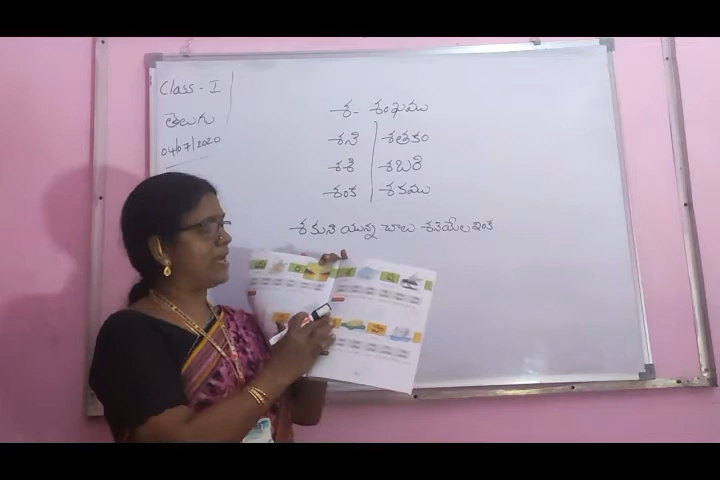 Class - I
తెలుగు
04/07/2020
శ - శంఖము
శని శతకం
శశి శబరి
శంక శకము
శకుని యున్న చాలు శనియేల ఇంక